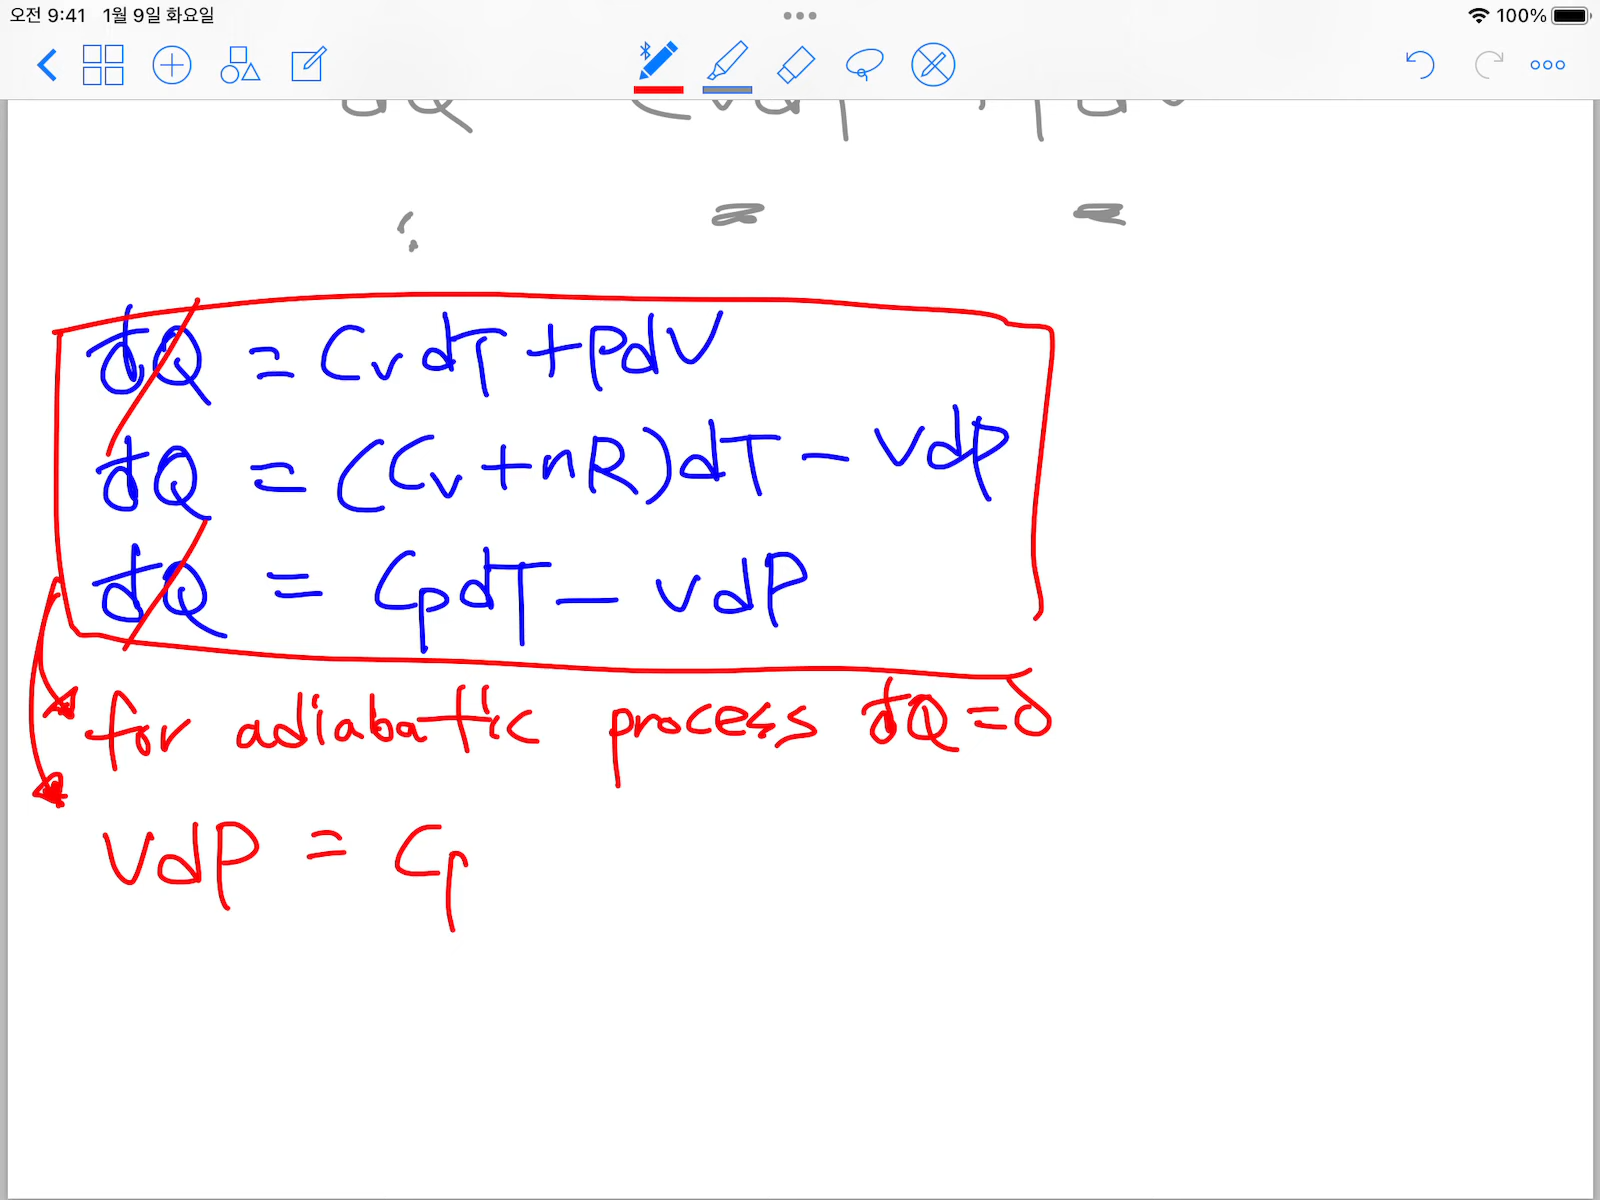 오전 9:41 1월 9일 화요일 100%
đQ = CvdT + PdV
đQ = (Cv + nR)dT - VdP
đQ = CpdT - VdP
for adiabatic process đQ = 0
VdP = Cp